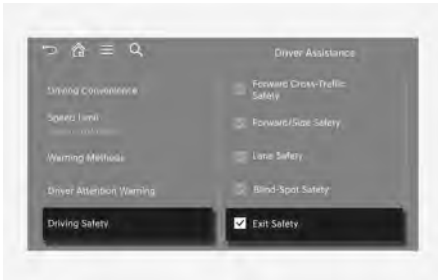 Driver Assistance
Driving Convenience
Speed Limit
Warning Methods
Driver Attention Warning
Driving Safety
Forward Cross-Traffic
Safety
Forward/Side Safety
Lane Safety
Blind-Spot Safety
Exit Safety